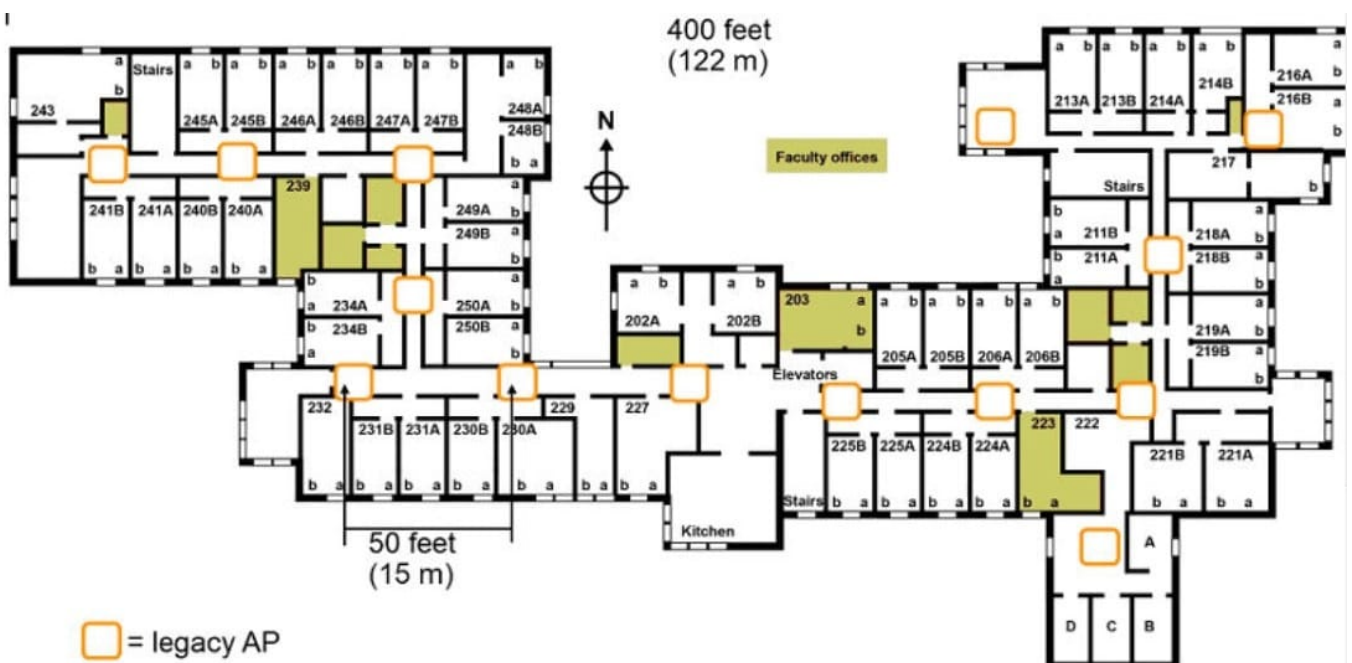 400 feet
(122 m)
N
Faculty offices
243
a
b
Stairs
a b
245A
a b
245B
a b
246A
a b
246B
a b
247A
a b
247B
a b
248A
248B
b a
241B
b a
241A
b a
240B
b a
240A
b a
239
a
249A
b
a
249B
b
b
a
234A
b
234B
a
a
250A
b
a
250B
b
232
b a
231B
b a
231A
b a
230B
b a
230A
b a
229
b a
227
b a
a b
202A
a b
202B
203
a
b
Elevators
Kitchen
Stairs
a b
205A
a b
205B
a b
206A
a b
206B
225B
b a
225A
b a
224B
b a
224A
b a
223
b a
222
221B
b a
221A
b a
a b
213A
a b
213B
a b
214A
a b
214B
a
216A
b
216B
a
b
217
b
Stairs
b
211B
a
211A
b
a
a
218A
b
218B
a
b
a
219A
b
219B
a
b
A
D C B
50 feet
(15 m)
= legacy AP